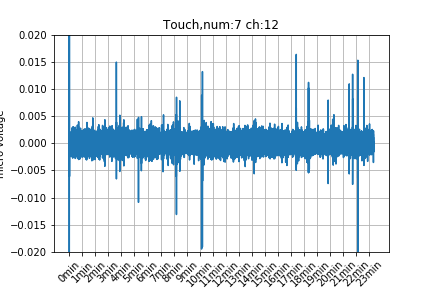 Touch,num:7 ch:12
0.020
0.015
0.010
0.005
0.000
−0.005
−0.010
−0.015
−0.020
micro voltage
0min
1min
2min
3min
4min
5min
6min
7min
8min
9min
10min
11min
12min
13min
14min
15min
16min
17min
18min
19min
20min
21min
22min
23min